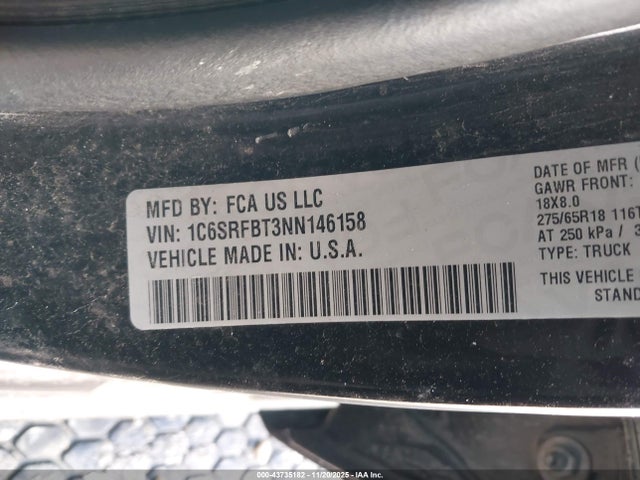 MFD BY: FCA US LLC
VIN: 1C6SRFBT3NN146158
VEHICLE MADE IN: U.S.A.
DATE OF MFR
GAWR FRONT:
18X8.0
275/65R18 116T
AT 250 kPa /
TYPE: TRUCK
THIS VEHICLE
STAND
000-43735182 - 11/20/2025 - IAA Inc.